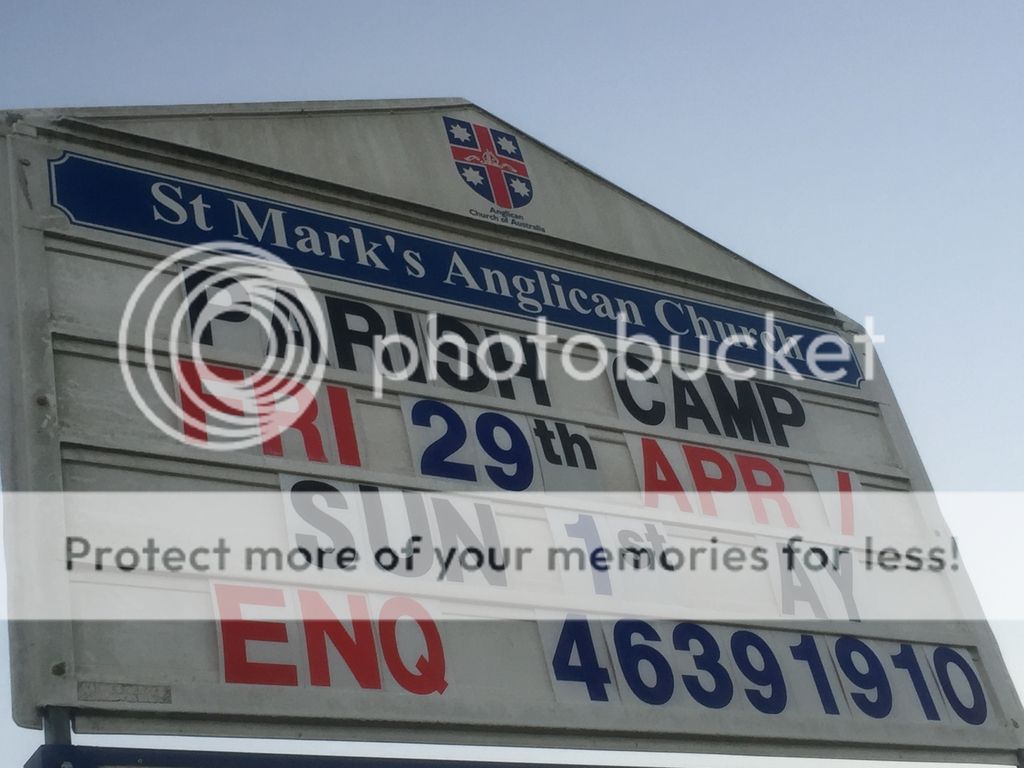 Anglican
Church of Australia
St Mark's Anglican Church
PARISH CAMP
FRI 29th APR /
SUN 1st AY
ENQ 46391910
photobucket
Protect more of your memories for less!